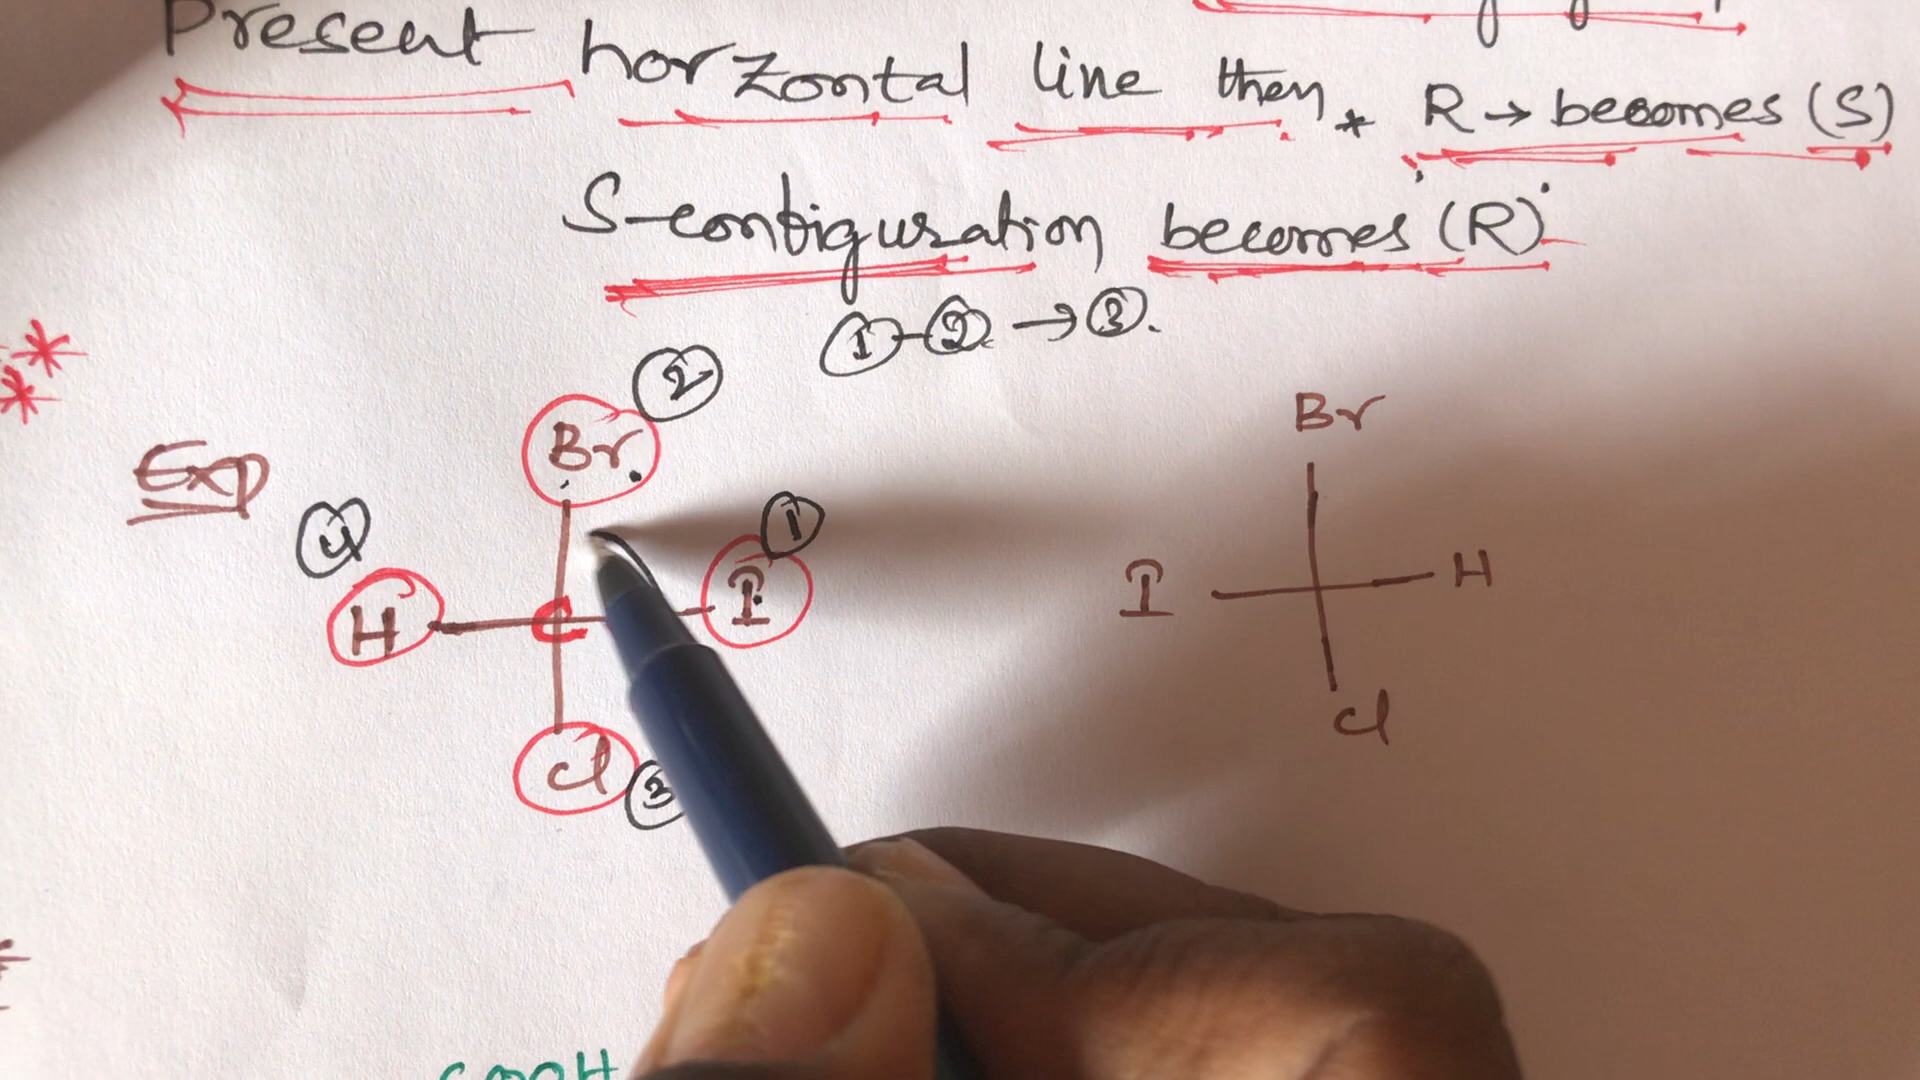 Present horzontal line then * R → becomes (S)
S-configuration becomes (R)
① - ② → ③.
Br ②
Exp
④ H C I ①
Cl ③
Br
I H
Cl
COOH